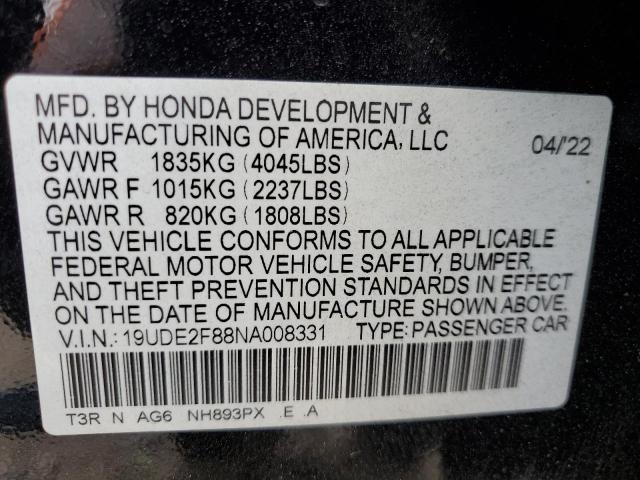 MFD. BY HONDA DEVELOPMENT &
MANUFACTURING OF AMERICA, LLC 04/'22
GVWR 1835KG (4045LBS)
GAWR F 1015KG (2237LBS)
GAWR R 820KG (1808LBS)
THIS VEHICLE CONFORMS TO ALL APPLICABLE
FEDERAL MOTOR VEHICLE SAFETY, BUMPER,
AND THEFT PREVENTION STANDARDS IN EFFECT
ON THE DATE OF MANUFACTURE SHOWN ABOVE.
V.I.N.: 19UDE2F88NA008331 TYPE: PASSENGER CAR
T3R N AG6 NH893PX .E .A